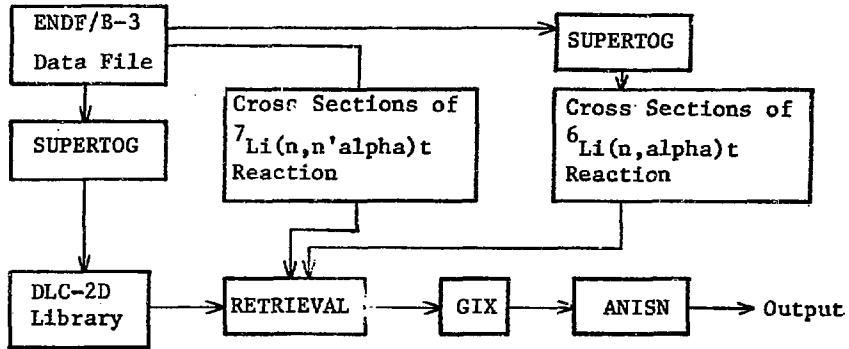 ENDF/B-3
Data File
SUPERTOG
SUPERTOG
Cross Sections of
7Li(n,n'alpha)t
Reaction
Cross Sections of
6Li(n,alpha)t
Reaction
DLC-2D
Library
RETRIEVAL
GIX
ANISN
Output